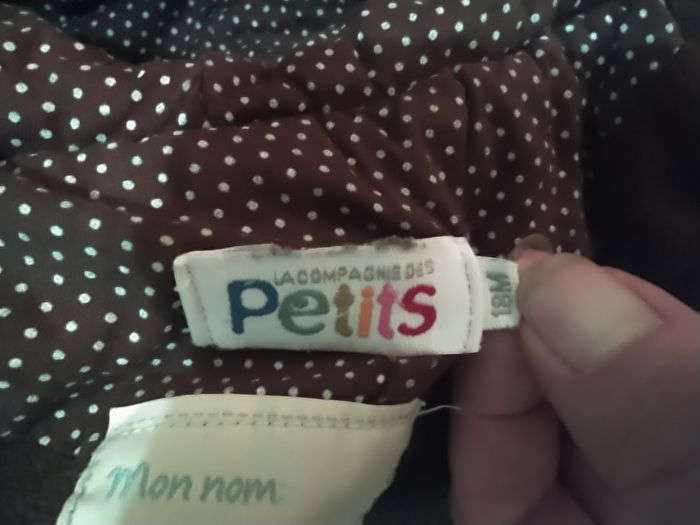 LA COMPAGNIE DES
Petits
18M
Mon nom: